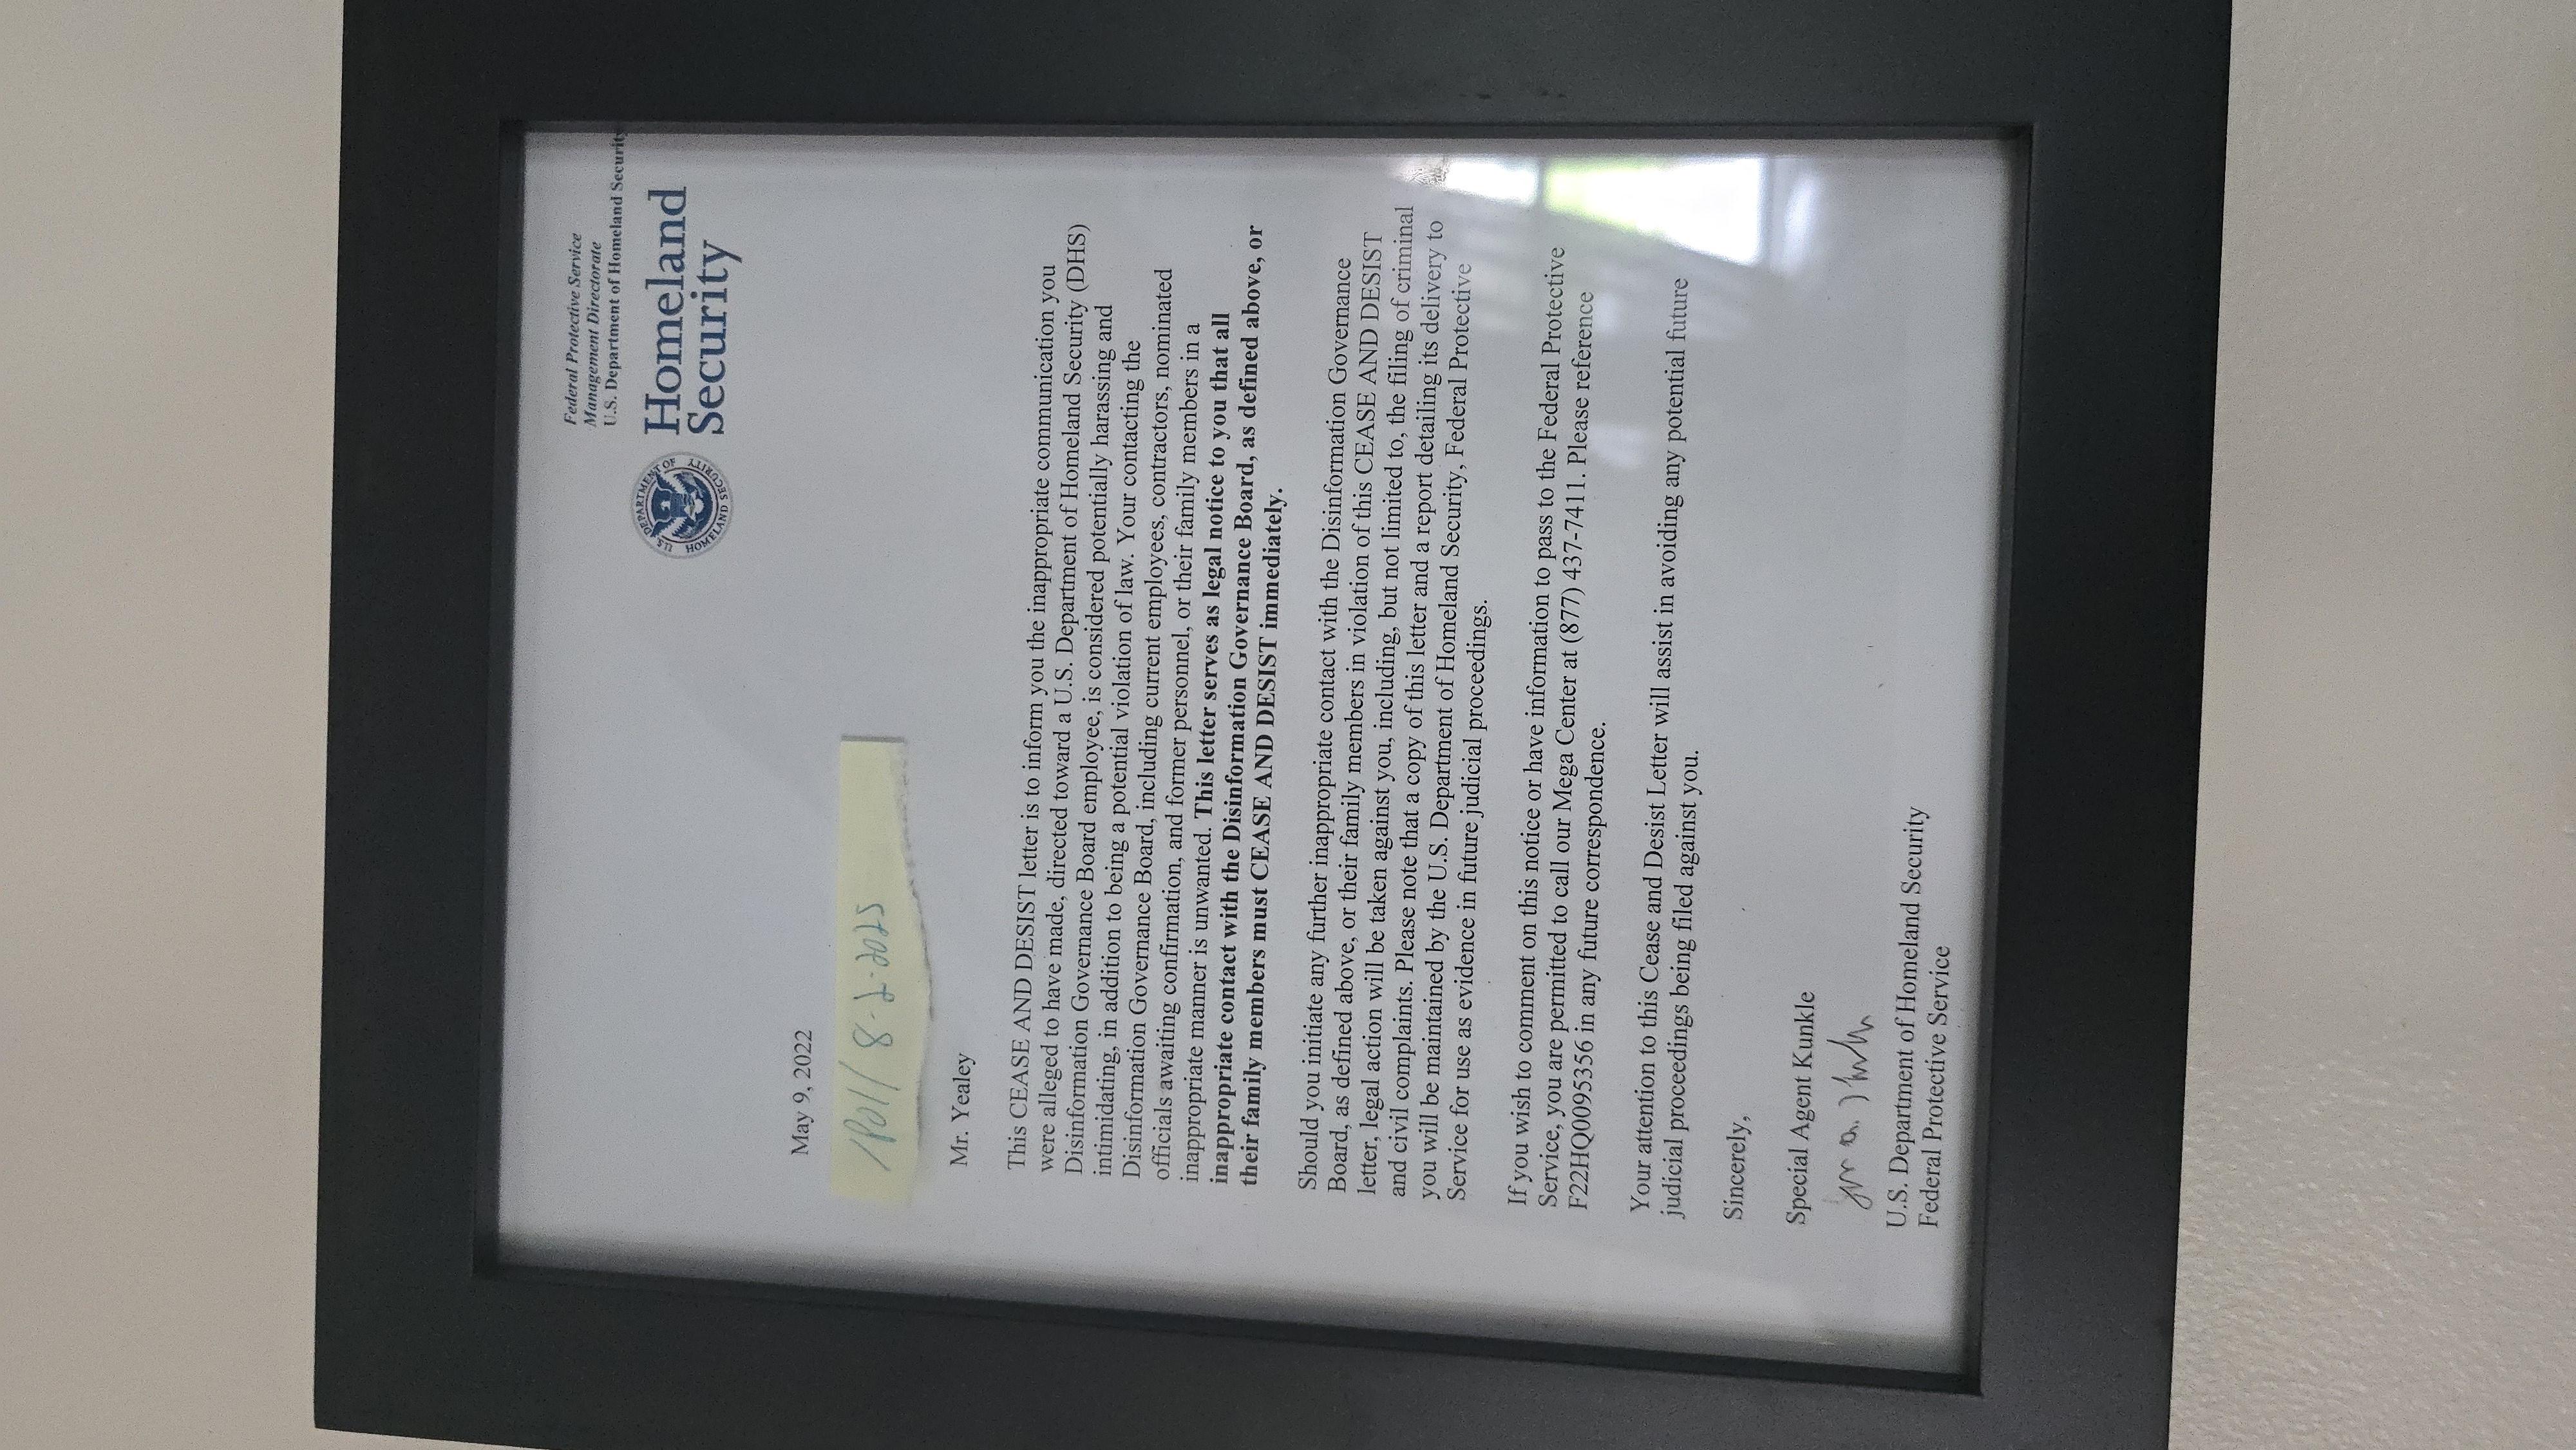 Federal Protective Service
Management Directorate
U.S. Department of Homeland Security
U.S. DEPARTMENT OF HOMELAND SECURITY
Homeland
Security
May 9, 2022
8-2-2025
Mr. Yealey
This CEASE AND DESIST letter is to inform you the inappropriate communication you
were alleged to have made, directed toward a U.S. Department of Homeland Security (DHS)
Disinformation Governance Board employee, is considered potentially harassing and
intimidating, in addition to being a potential violation of law. Your contacting the
Disinformation Governance Board, including current employees, contractors, nominated
officials awaiting confirmation, and former personnel, or their family members in a
inappropriate manner is unwanted. This letter serves as legal notice to you that all
inappropriate contact with the Disinformation Governance Board, as defined above, or
their family members must CEASE AND DESIST immediately.
Should you initiate any further inappropriate contact with the Disinformation Governance
Board, as defined above, or their family members in violation of this CEASE AND DESIST
letter, legal action will be taken against you, including, but not limited to, the filing of criminal
and civil complaints. Please note that a copy of this letter and a report detailing its delivery to
you will be maintained by the U.S. Department of Homeland Security, Federal Protective
Service for use as evidence in future judicial proceedings.
If you wish to comment on this notice or have information to pass to the Federal Protective
Service, you are permitted to call our Mega Center at (877) 437-7411. Please reference
F22HQ0095356 in any future correspondence.
Your attention to this Cease and Desist Letter will assist in avoiding any potential future
judicial proceedings being filed against you.
Sincerely,
Special Agent Kunkle
U.S. Department of Homeland Security
Federal Protective Service